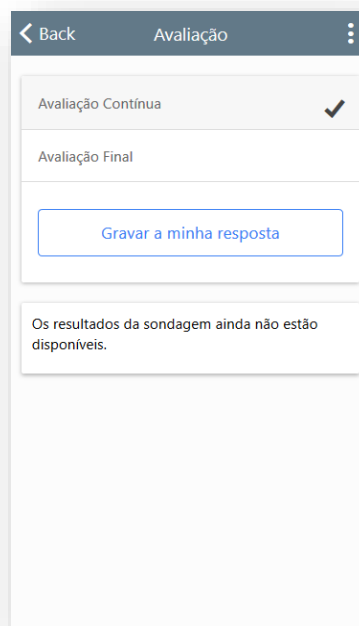 Back
Avaliação
Avaliação Contínua
Avaliação Final
Gravar a minha resposta
Os resultados da sondagem ainda não estão
disponíveis.